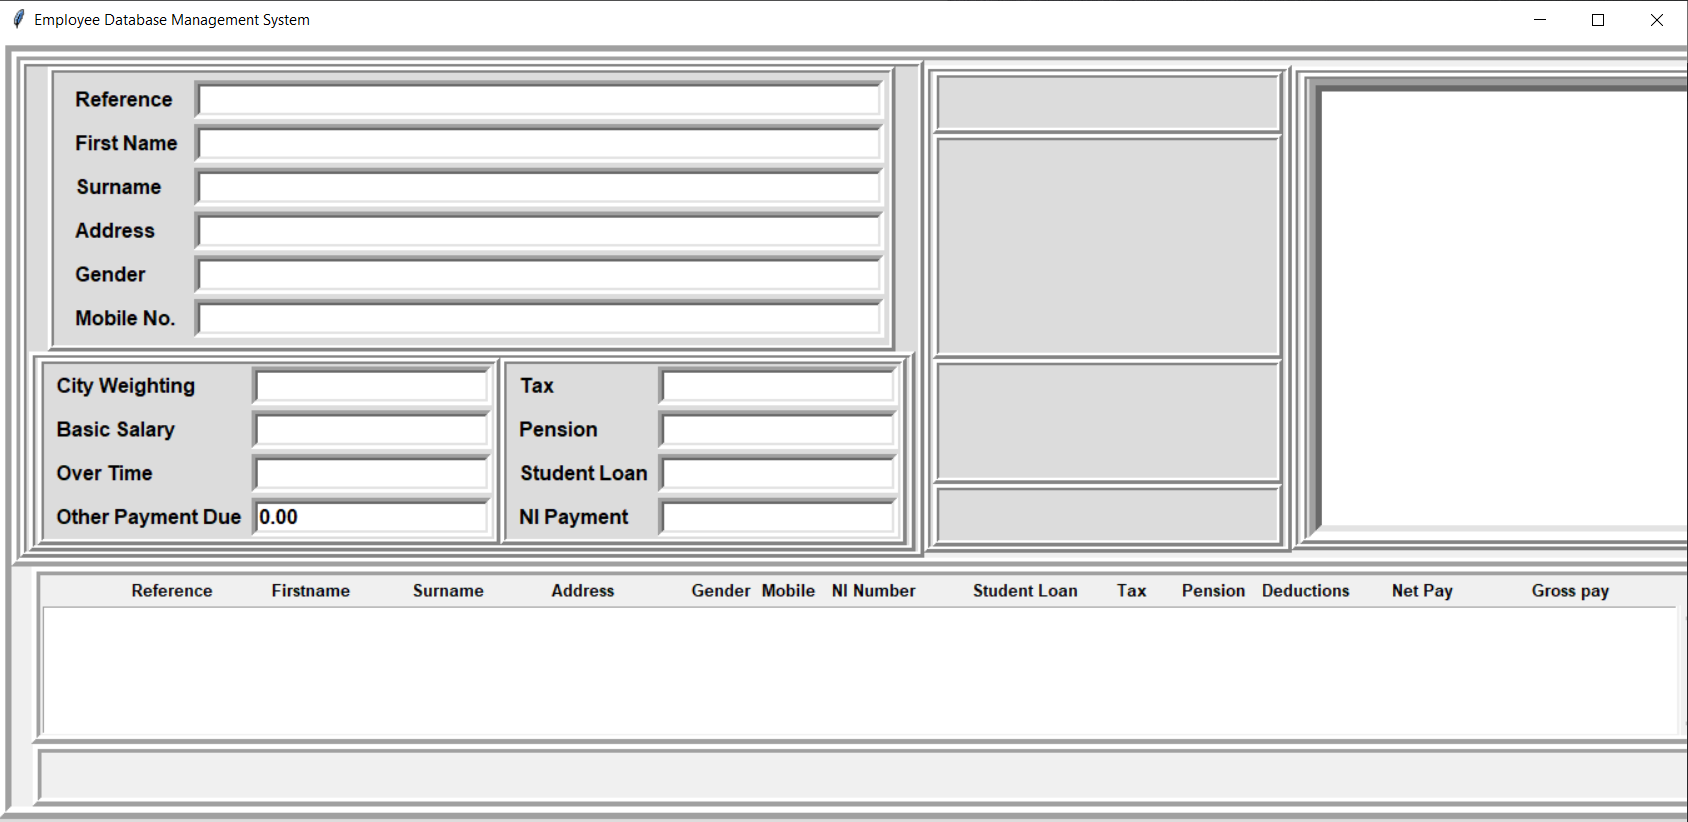 Employee Database Management System
Reference
First Name
Surname
Address
Gender
Mobile No.
City Weighting
Basic Salary
Over Time
Other Payment Due 0.00
Tax
Pension
Student Loan
NI Payment
Reference Firstname Surname Address Gender Mobile NI Number Student Loan Tax Pension Deductions Net Pay Gross pay